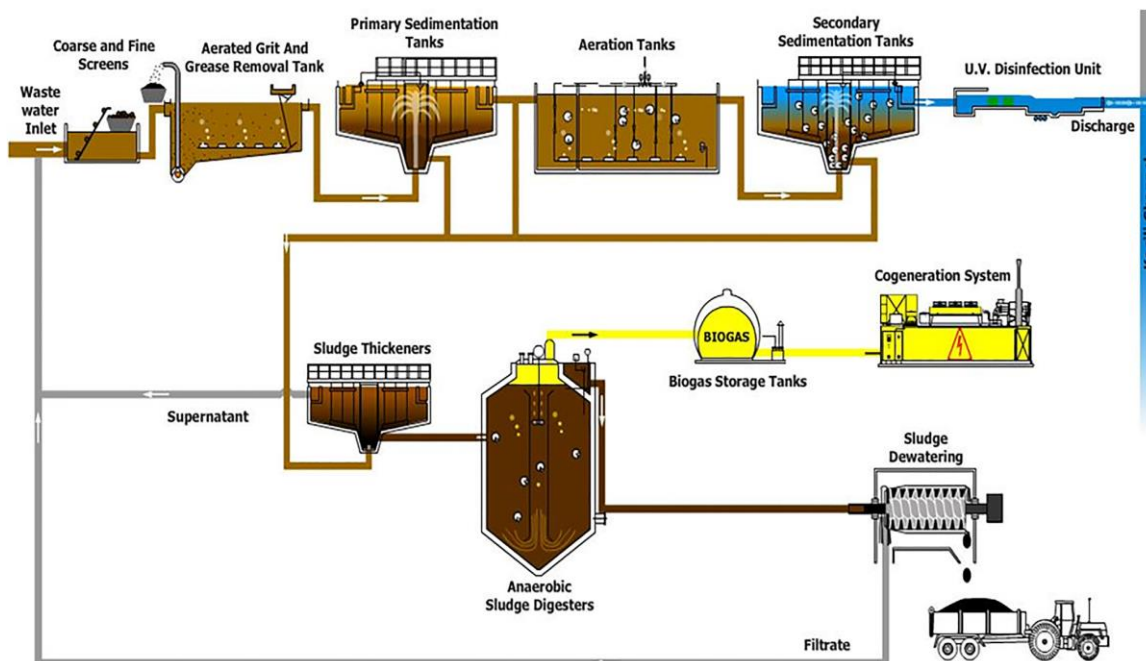 Primary Sedimentation
Tanks
Secondary
Sedimentation Tanks
Coarse and Fine
Screens
Aerated Grit And
Grease Removal Tank
Aeration Tanks
U.V. Disinfection Unit
Waste
water
Inlet
Discharge
Cogeneration System
BIOGAS
Sludge Thickeners
Biogas Storage Tanks
Supernatant
Sludge
Dewatering
Anaerobic
Sludge Digesters
Filtrate